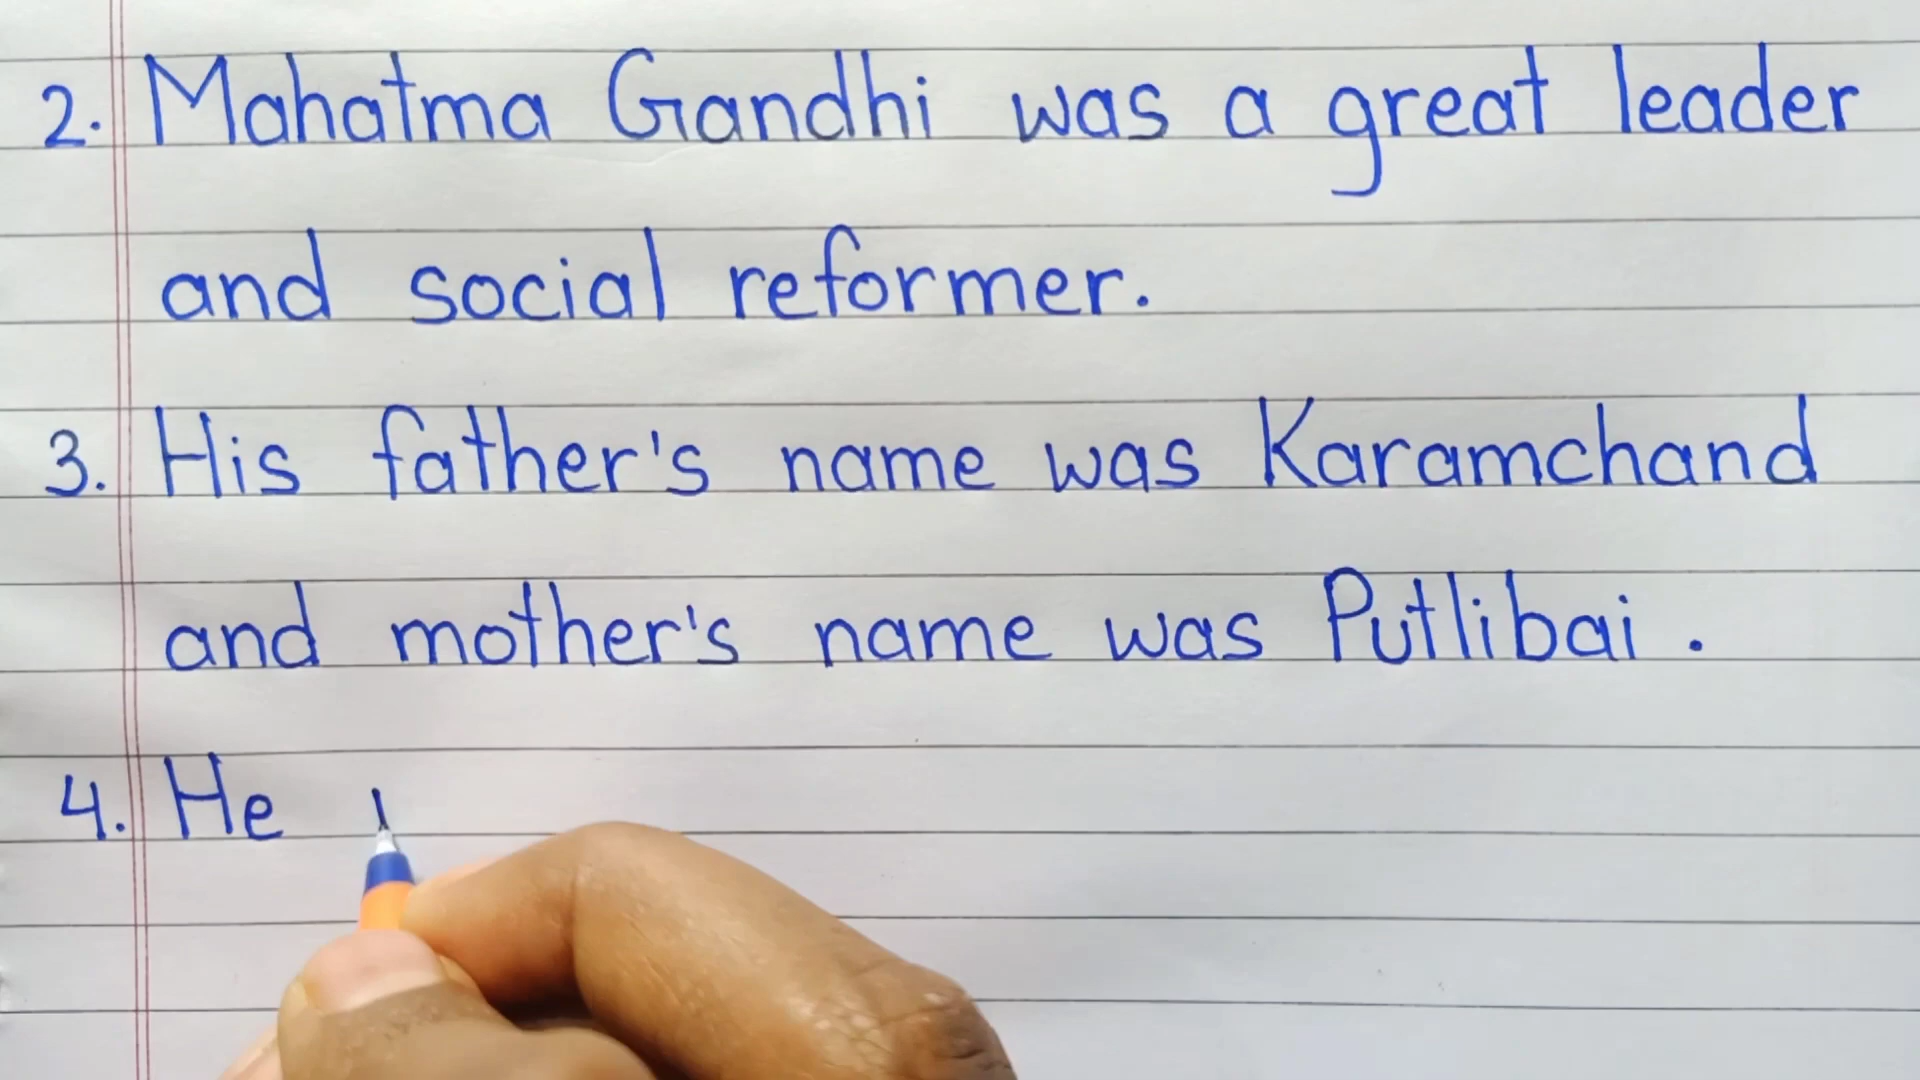 2. Mahatma Gandhi was a great leader
and social reformer.
3. His father's name was Karamchand
and mother's name was Putlibai.
4. He